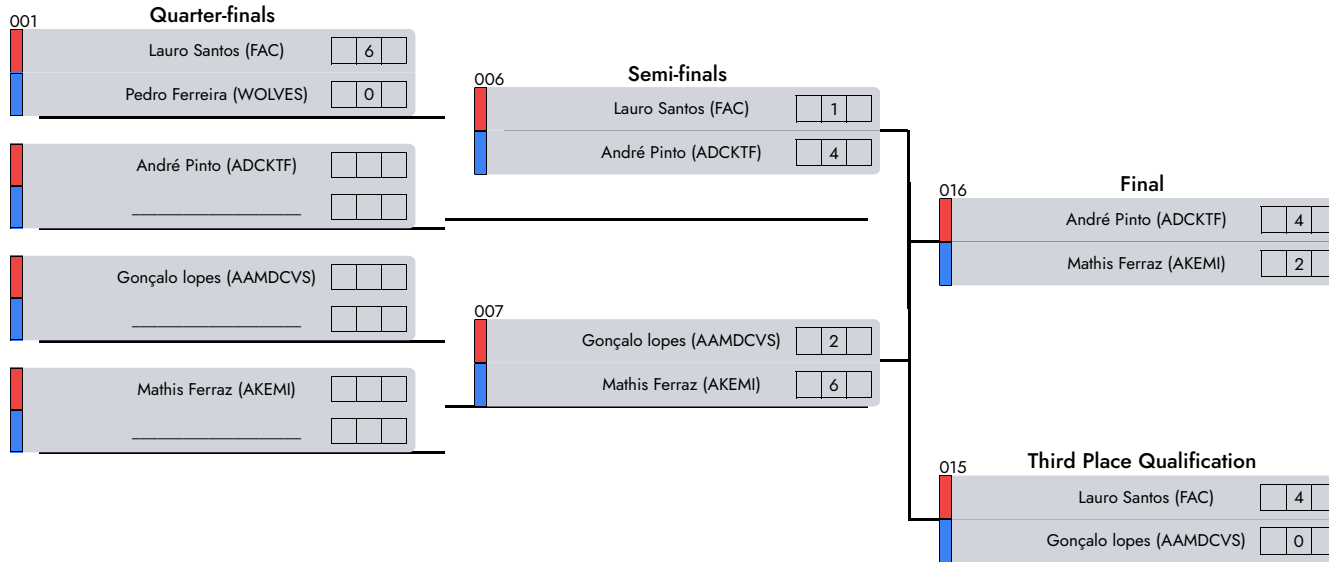 Quarter-finals
001
Lauro Santos (FAC) 6
Pedro Ferreira (WOLVES) 0
André Pinto (ADCKTF)
____________________
Gonçalo lopes (AAMDCVS)
____________________
Mathis Ferraz (AKEMI)
____________________
Semi-finals
006
Lauro Santos (FAC) 1
André Pinto (ADCKTF) 4
007
Gonçalo lopes (AAMDCVS) 2
Mathis Ferraz (AKEMI) 6
Final
016
André Pinto (ADCKTF) 4
Mathis Ferraz (AKEMI) 2
Third Place Qualification
015
Lauro Santos (FAC) 4
Gonçalo lopes (AAMDCVS) 0